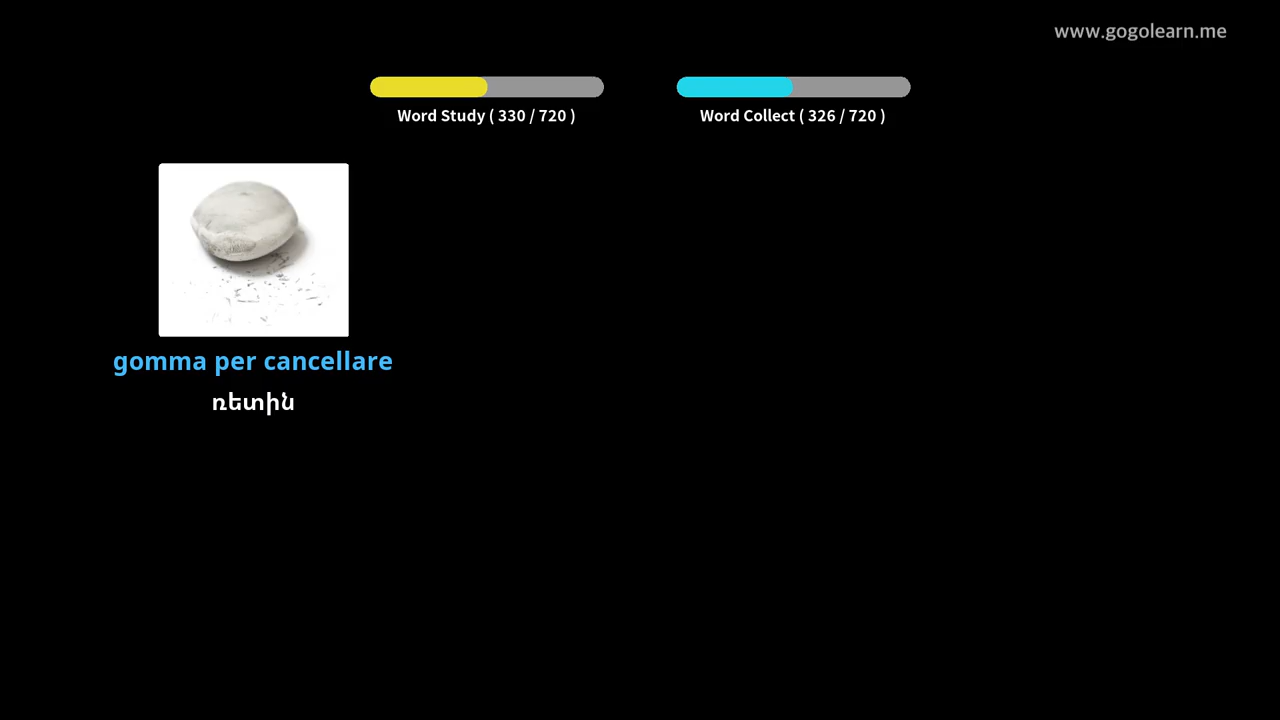 www.gogolearn.me
Word Study ( 330 / 720 )
Word Collect ( 326 / 720 )
gomma per cancellare
ռետին